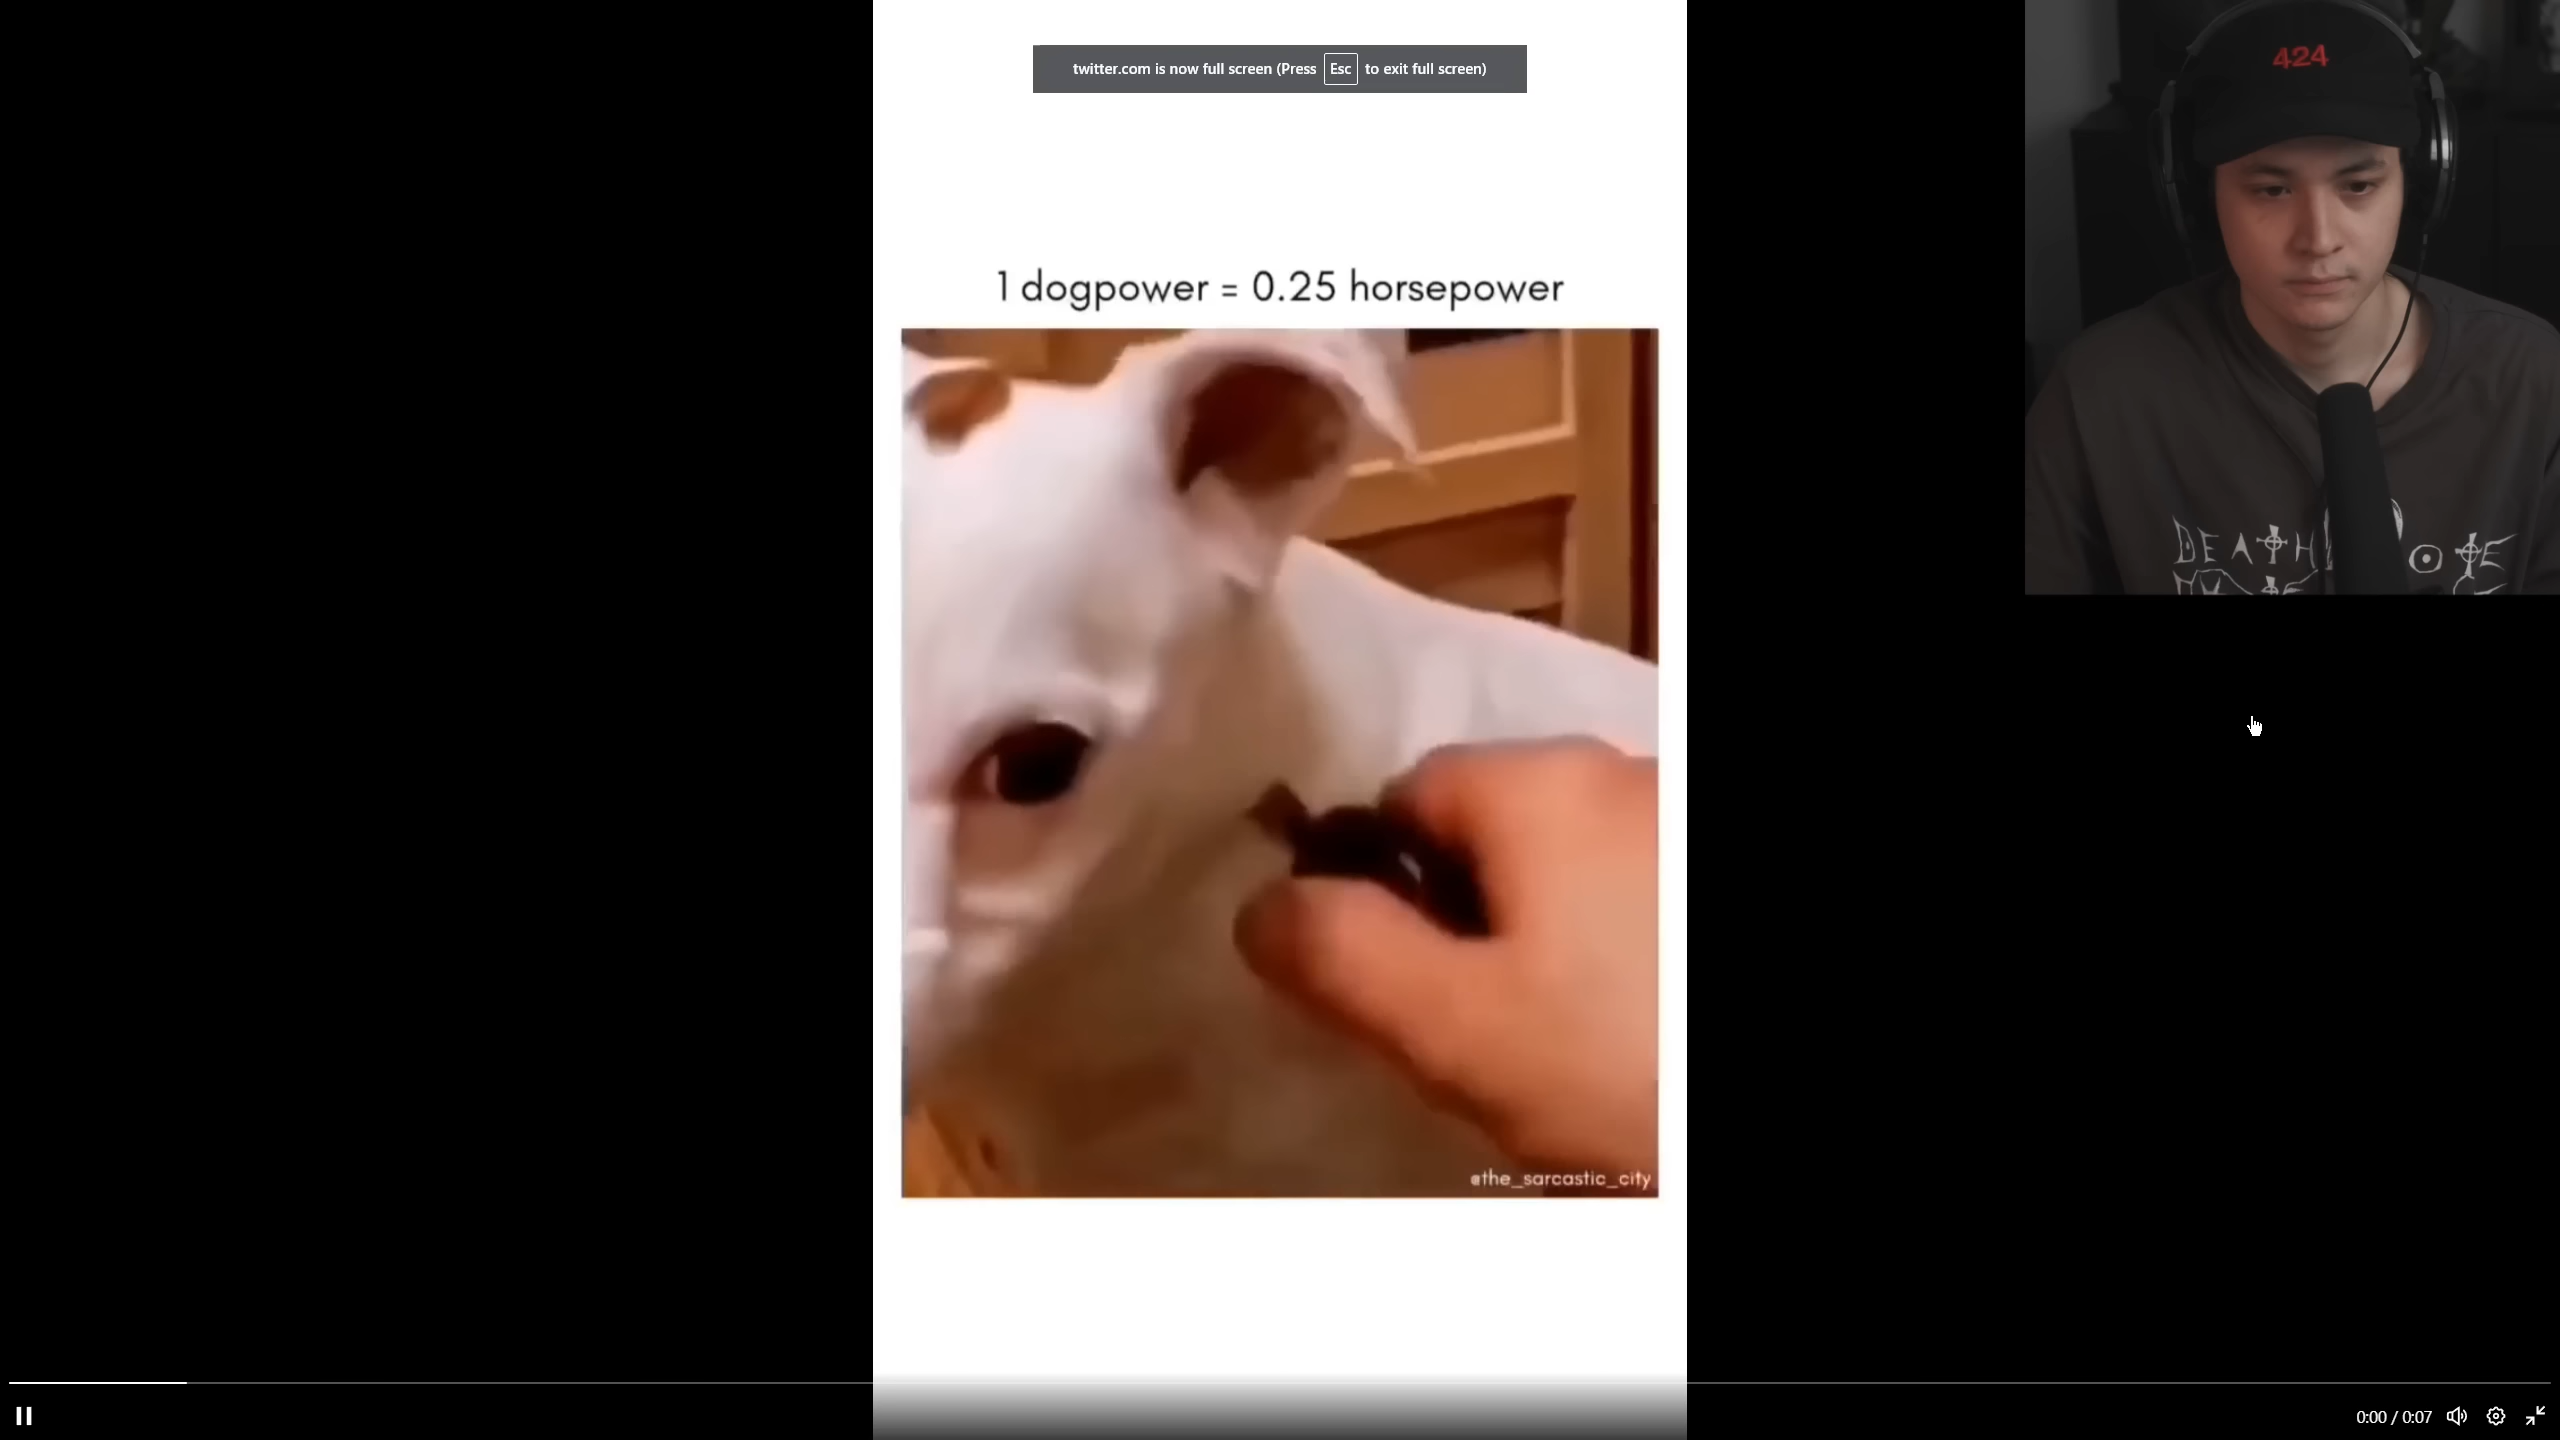 twitter.com is now full screen (Press Esc to exit full screen)
424
1 dogpower = 0.25 horsepower
@the_sarcastic_city
0:00 / 0:07